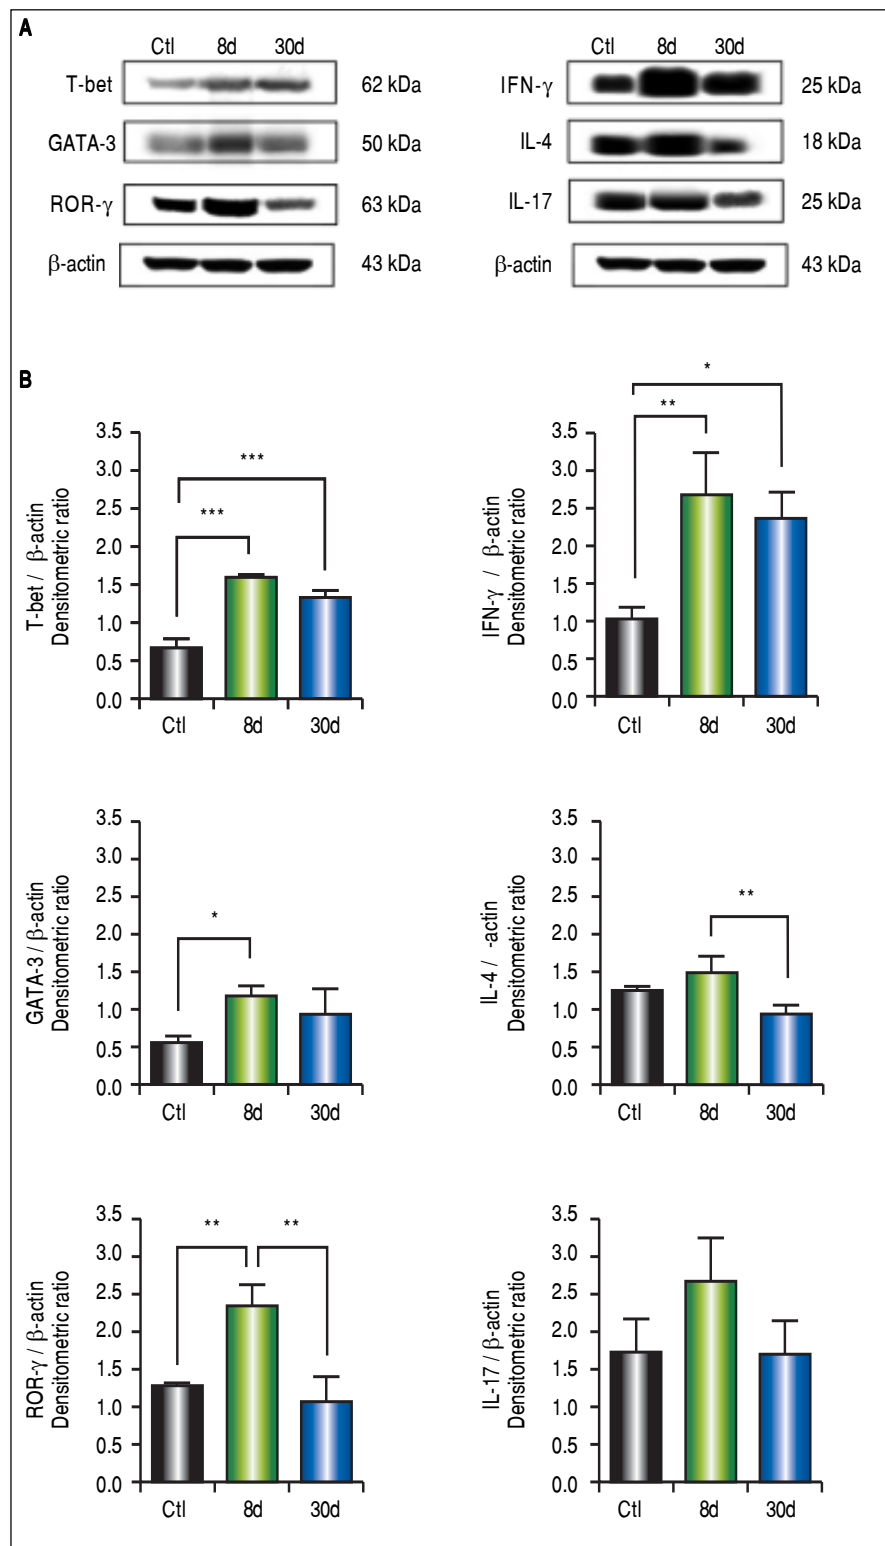 A
Ctl 8d 30d
T-bet 62 kDa
GATA-3 50 kDa
ROR-γ 63 kDa
β-actin 43 kDa
Ctl 8d 30d
IFN-γ 25 kDa
IL-4 18 kDa
IL-17 25 kDa
β-actin 43 kDa
B
T-bet / β-actin
Densitometric ratio
3.5
3.0
2.5
2.0
1.5
1.0
0.5
0.0
***
***
Ctl 8d 30d
IFN-γ / β-actin
Densitometric ratio
3.5
3.0
2.5
2.0
1.5
1.0
0.5
0.0
*
**
Ctl 8d 30d
GATA-3 / β-actin
Densitometric ratio
3.5
3.0
2.5
2.0
1.5
1.0
0.5
0.0
*
Ctl 8d 30d
IL-4 / -actin
Densitometric ratio
3.5
3.0
2.5
2.0
1.5
1.0
0.5
0.0
**
Ctl 8d 30d
ROR-γ / β-actin
Densitometric ratio
3.5
3.0
2.5
2.0
1.5
1.0
0.5
0.0
** **
Ctl 8d 30d
IL-17 / β-actin
Densitometric ratio
3.5
3.0
2.5
2.0
1.5
1.0
0.5
0.0
Ctl 8d 30d